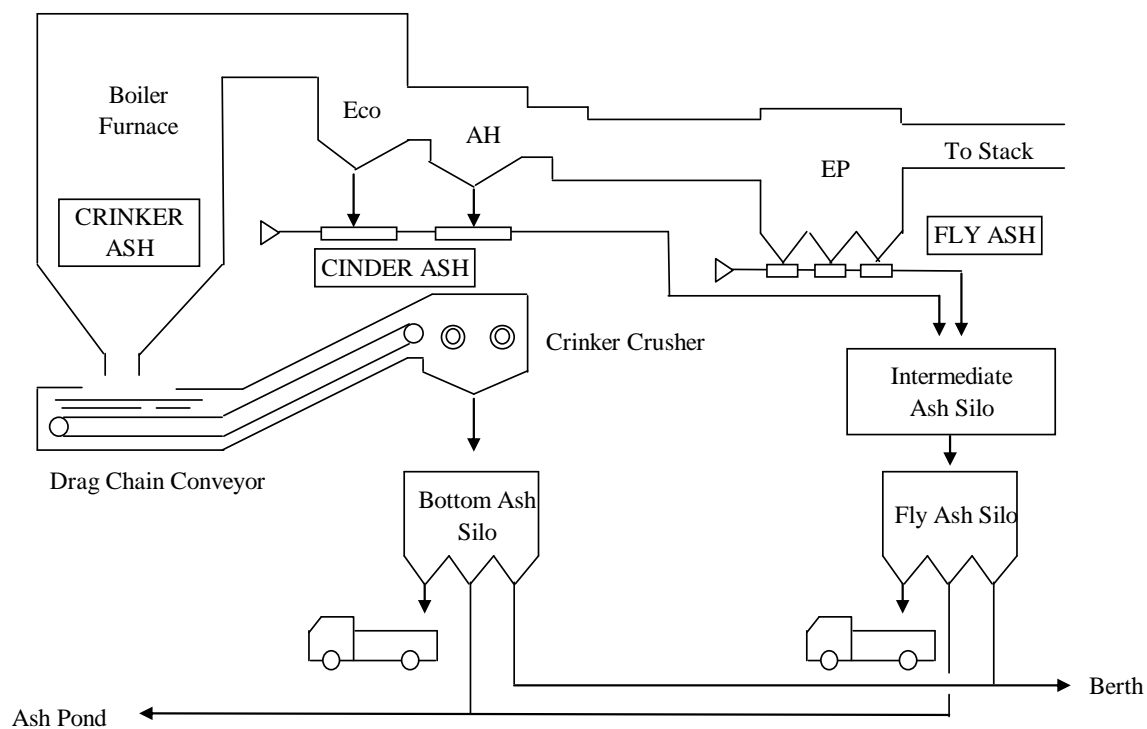 Boiler
Furnace
Eco
AH
EP
To Stack
CRINKER
ASH
CINDER ASH
FLY ASH
Crinker Crusher
Intermediate
Ash Silo
Drag Chain Conveyor
Bottom Ash
Silo
Fly Ash Silo
Berth
Ash Pond